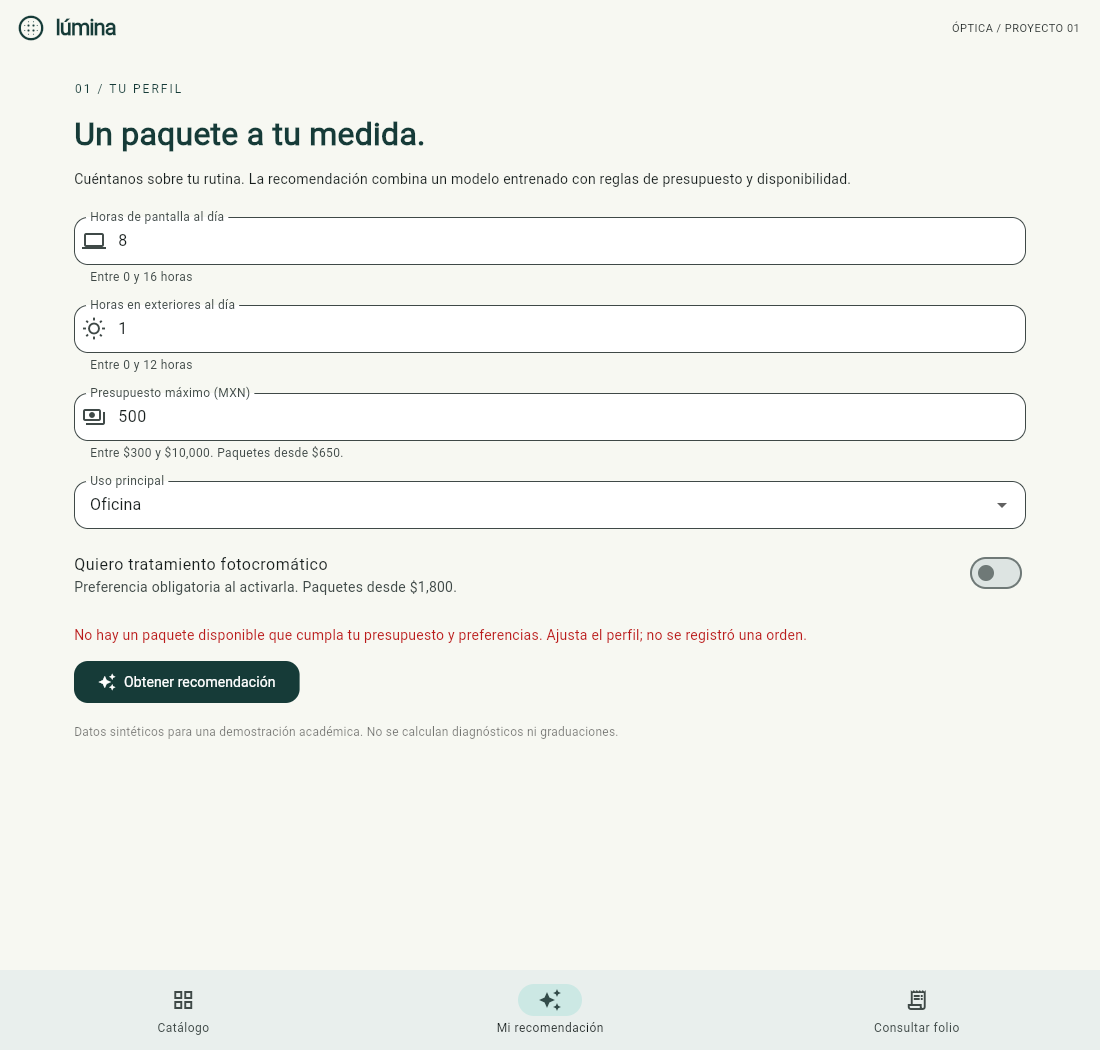 lúmina
ÓPTICA / PROYECTO 01
01 / TU PERFIL
Un paquete a tu medida.
Cuéntanos sobre tu rutina. La recomendación combina un modelo entrenado con reglas de presupuesto y disponibilidad.
Horas de pantalla al día
8
Entre 0 y 16 horas
Horas en exteriores al día
1
Entre 0 y 12 horas
Presupuesto máximo (MXN)
500
Entre $300 y $10,000. Paquetes desde $650.
Uso principal
Oficina
Quiero tratamiento fotocromático
Preferencia obligatoria al activarla. Paquetes desde $1,800.
No hay un paquete disponible que cumpla tu presupuesto y preferencias. Ajusta el perfil; no se registró una orden.
Obtener recomendación
Datos sintéticos para una demostración académica. No se calculan diagnósticos ni graduaciones.
Catálogo
Mi recomendación
Consultar folio